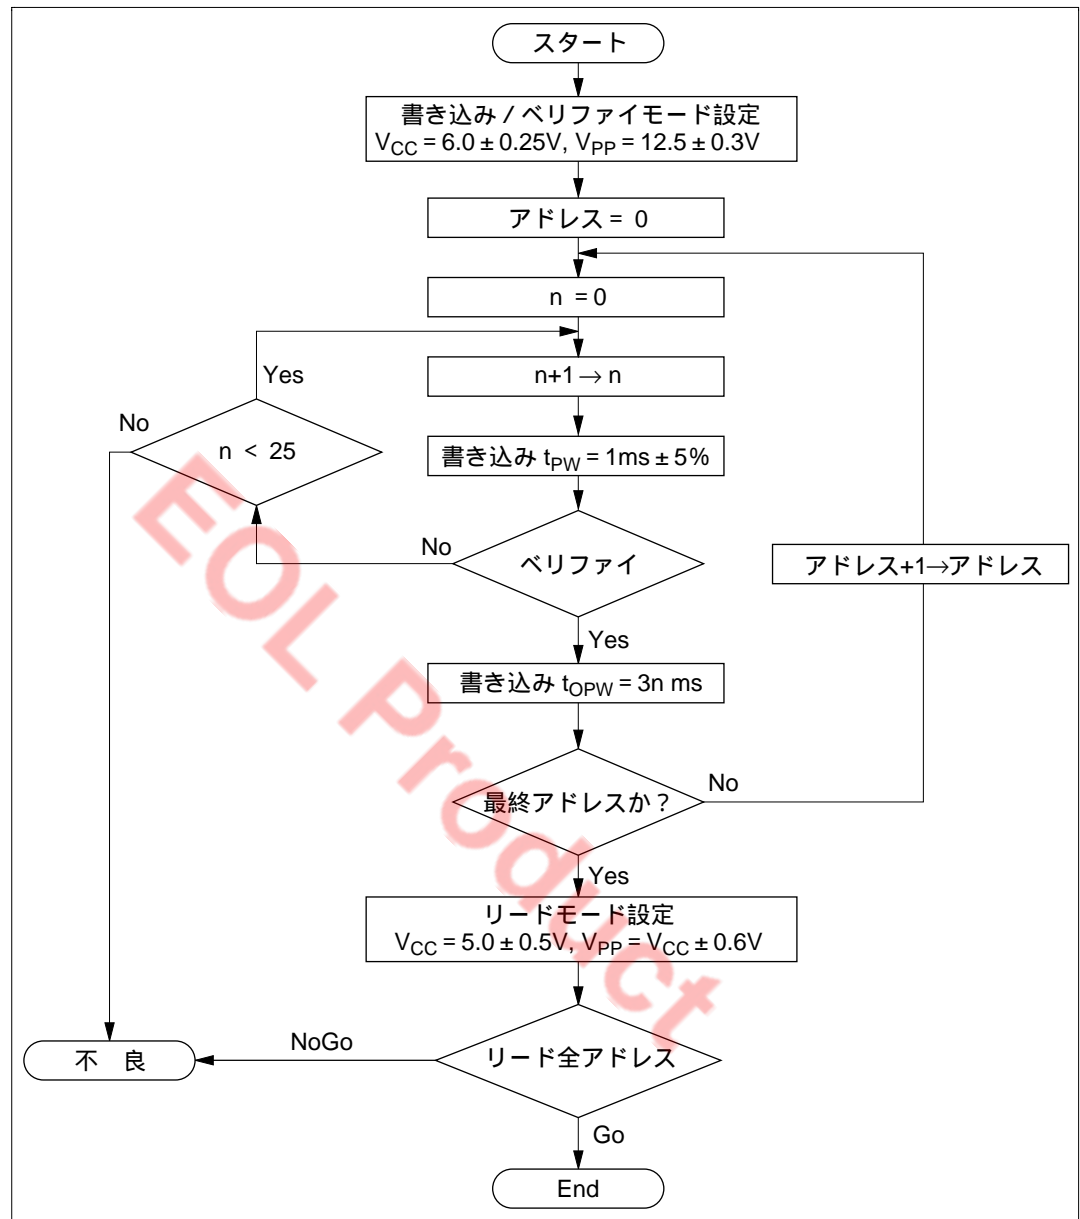 スタート
書き込み / ベリファイモード設定
VCC = 6.0 ± 0.25V, VPP = 12.5 ± 0.3V
アドレス = 0
n = 0
n+1 → n
Yes
No
n < 25
書き込み tPW = 1ms ± 5%
No
ベリファイ
アドレス+1→アドレス
Yes
書き込み tOPW = 3n ms
最終アドレスか？
No
Yes
リードモード設定
VCC = 5.0 ± 0.5V, VPP = VCC ± 0.6V
不 良
NoGo
リード全アドレス
Go
End
EOL Product